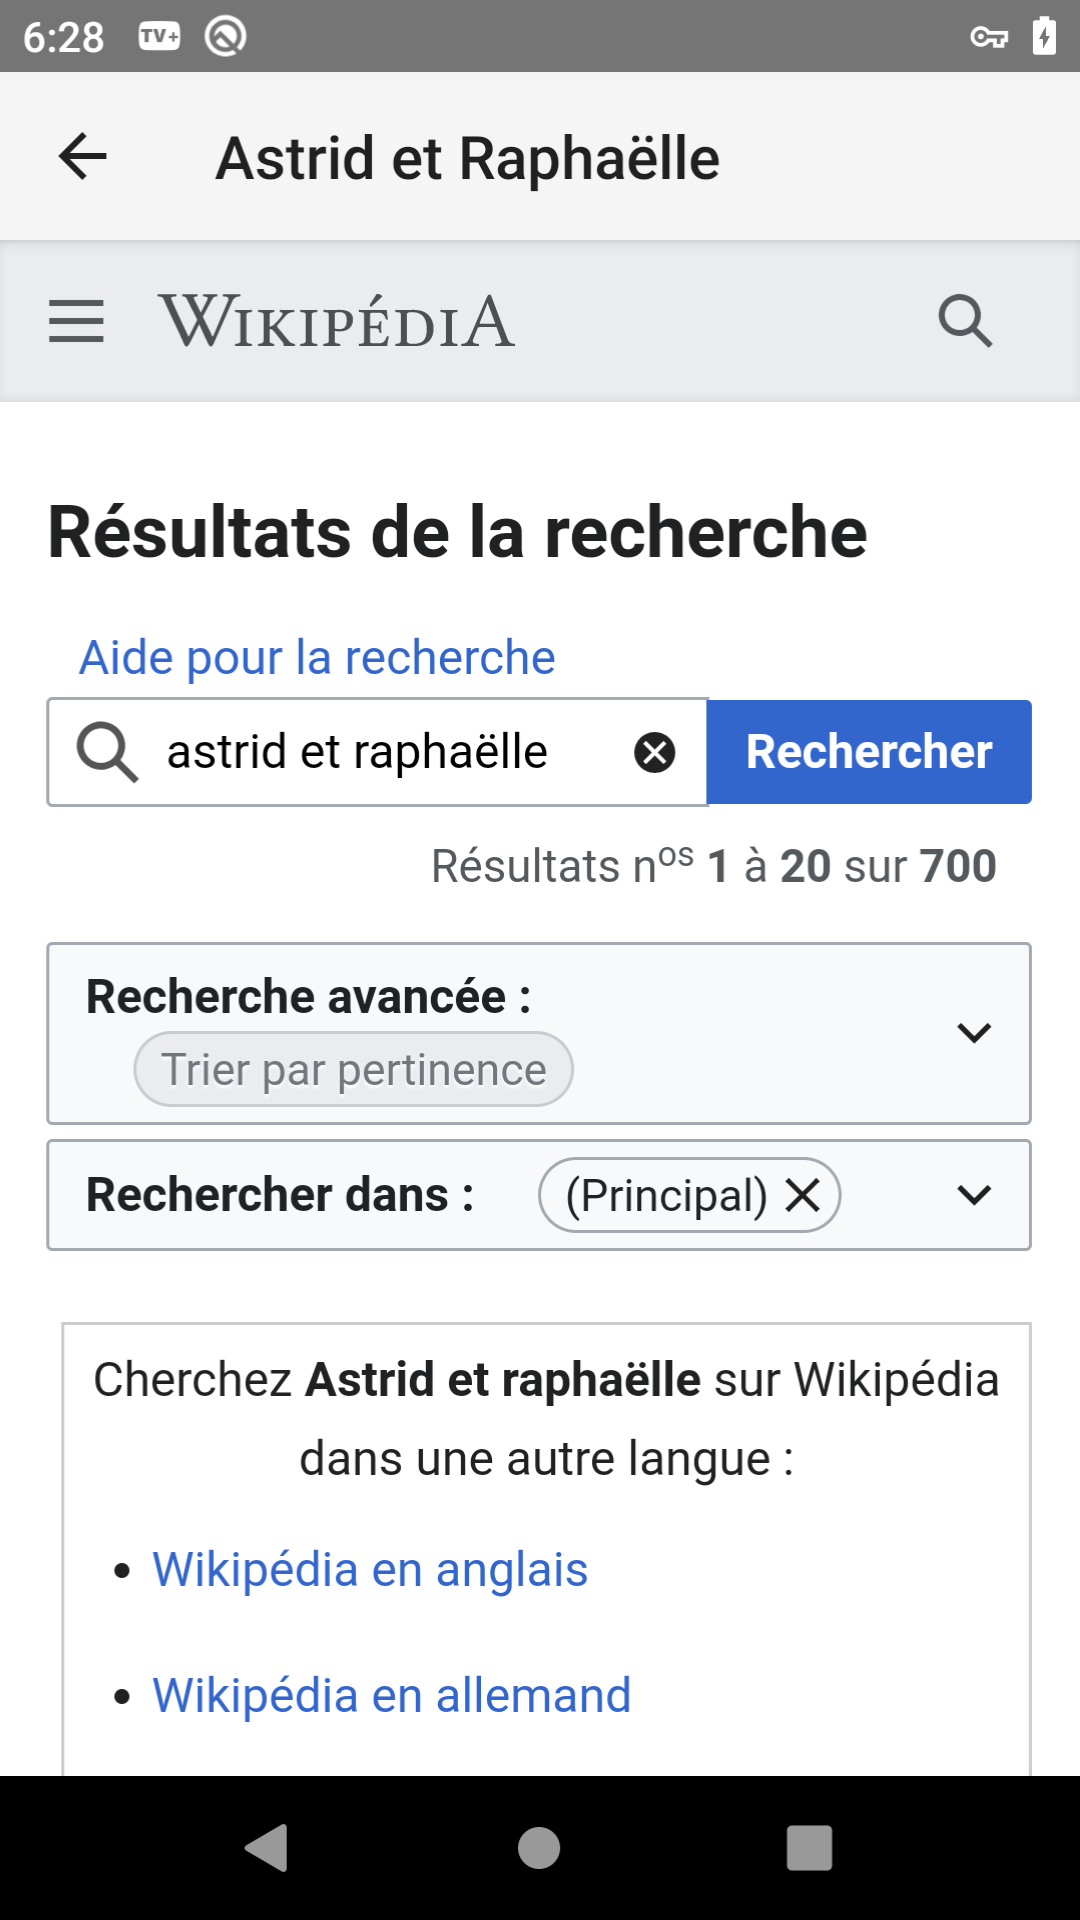 6:28 TV+
Astrid et Raphaëlle
WIKIPÉDIA
Résultats de la recherche
Aide pour la recherche
astrid et raphaëlle Rechercher
Résultats nos 1 à 20 sur 700
Recherche avancée :
Trier par pertinence
Rechercher dans : (Principal)
Cherchez Astrid et raphaëlle sur Wikipédia
dans une autre langue :
• Wikipédia en anglais
• Wikipédia en allemand